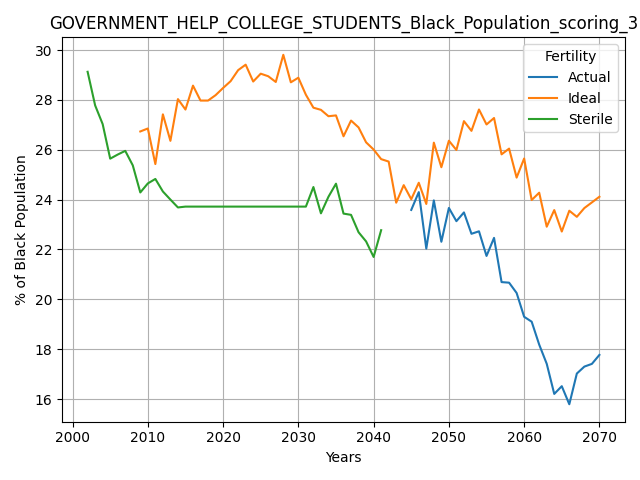 GOVERNMENT_HELP_COLLEGE_STUDENTS_Black_Population_scoring_3
Fertility
Actual
Ideal
Sterile
% of Black Population
30
28
26
24
22
20
18
16
2000 2010 2020 2030 2040 2050 2060 2070
Years